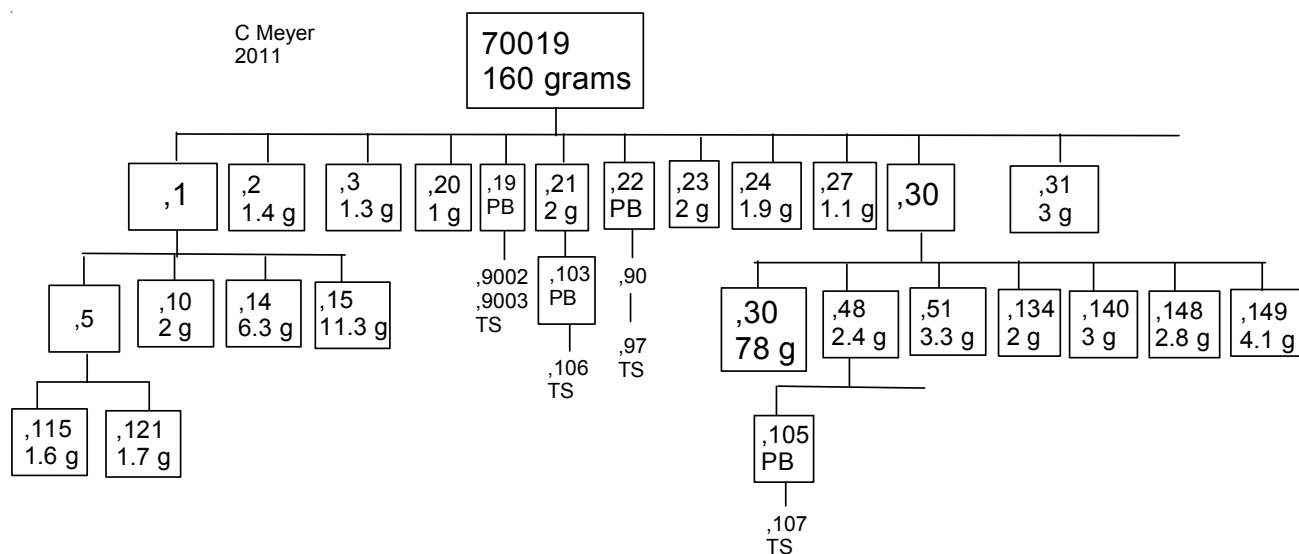 C Meyer
2011
70019
160 grams
,1
,2
1.4 g
,3
1.3 g
,20
1 g
,19
PB
,21
2 g
,22
PB
,23
2 g
,24
1.9 g
,27
1.1 g
,30
,31
3 g
,5
,10
2 g
,14
6.3 g
,15
11.3 g
,9002
,9003
TS
,103
PB
,90
,97
TS
,106
TS
,30
78 g
,48
2.4 g
,51
3.3 g
,134
2 g
,140
3 g
,148
2.8 g
,149
4.1 g
,115
1.6 g
,121
1.7 g
,105
PB
,107
TS